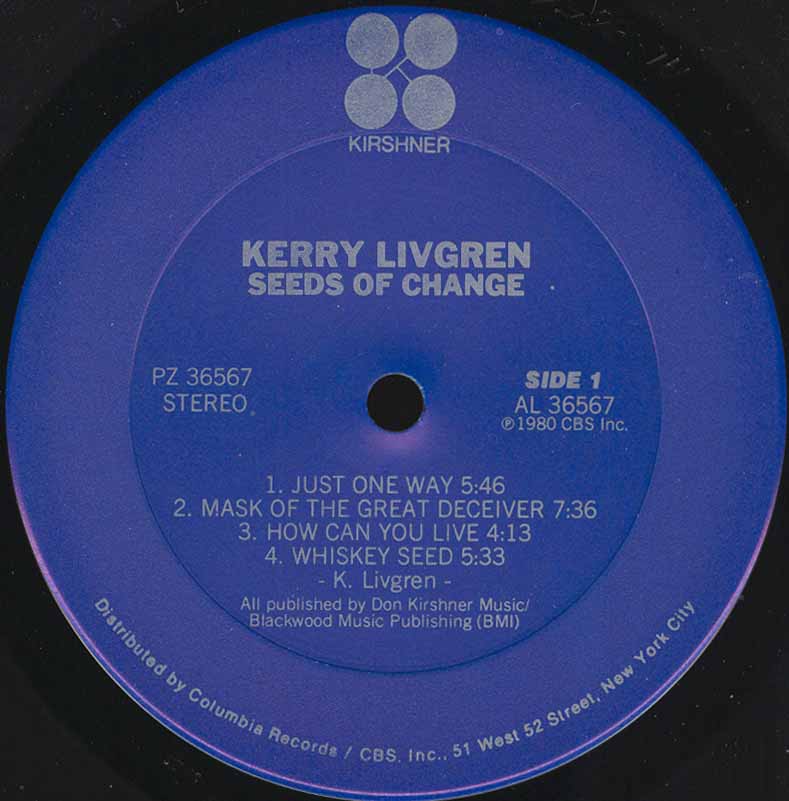 KIRSHNER
KERRY LIVGREN
SEEDS OF CHANGE
PZ 36567
STEREO
SIDE 1
AL 36567
℗ 1980 CBS Inc.
1. JUST ONE WAY 5:46
2. MASK OF THE GREAT DECEIVER 7:36
3. HOW CAN YOU LIVE 4:13
4. WHISKEY SEED 5:33
- K. Livgren -
All published by Don Kirshner Music/
Blackwood Music Publishing (BMI)
Distributed by Columbia Records / CBS. Inc., 51 West 52 Street, New York City